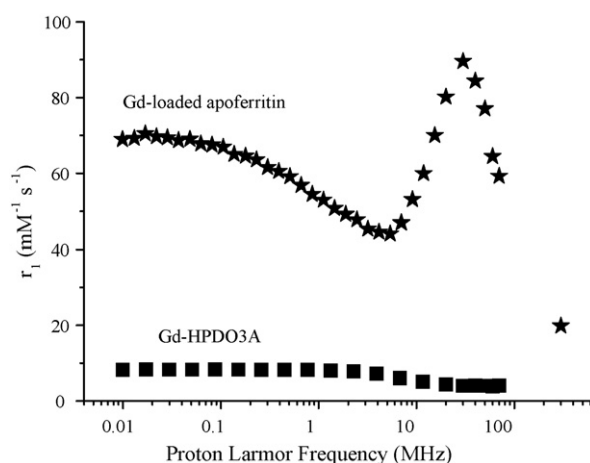 100
80
Gd-loaded apoferritin
60
r₁ (mM⁻¹ s⁻¹)
40
20
Gd-HPDO3A
0
0.01 0.1 1 10 100
Proton Larmor Frequency (MHz)